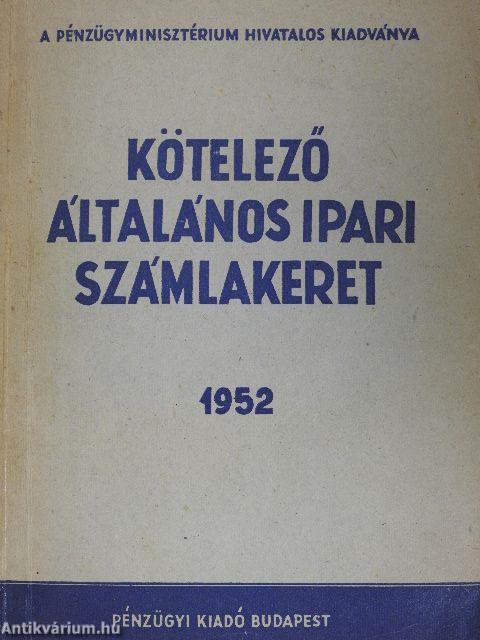 A PÉNZÜGYMINISZTÉRIUM HIVATALOS KIADVÁNYA
KÖTELEZŐ
ÁLTALÁNOS IPARI
SZÁMLAKERET
1952
PÉNZÜGYI KIADÓ BUDAPEST
Antikvárium.hu